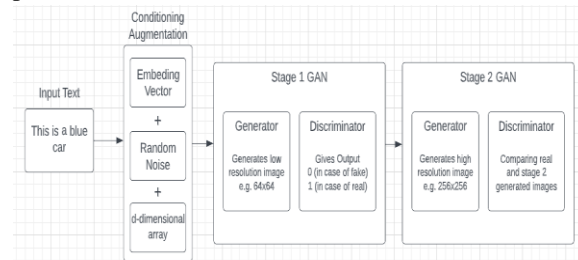 Conditioning
Augmentation
Input Text
This is a blue
car
Embeding
Vector
+
Random
Noise
+
d-dimensional
array
Stage 1 GAN
Generator
Generates low
resolution image
e.g. 64x64
Discriminator
Gives Output
0 (in case of fake)
1 (in case of real)
Stage 2 GAN
Generator
Generates high
resolution image
e.g. 256x256
Discriminator
Comparing real
and stage 2
generated images